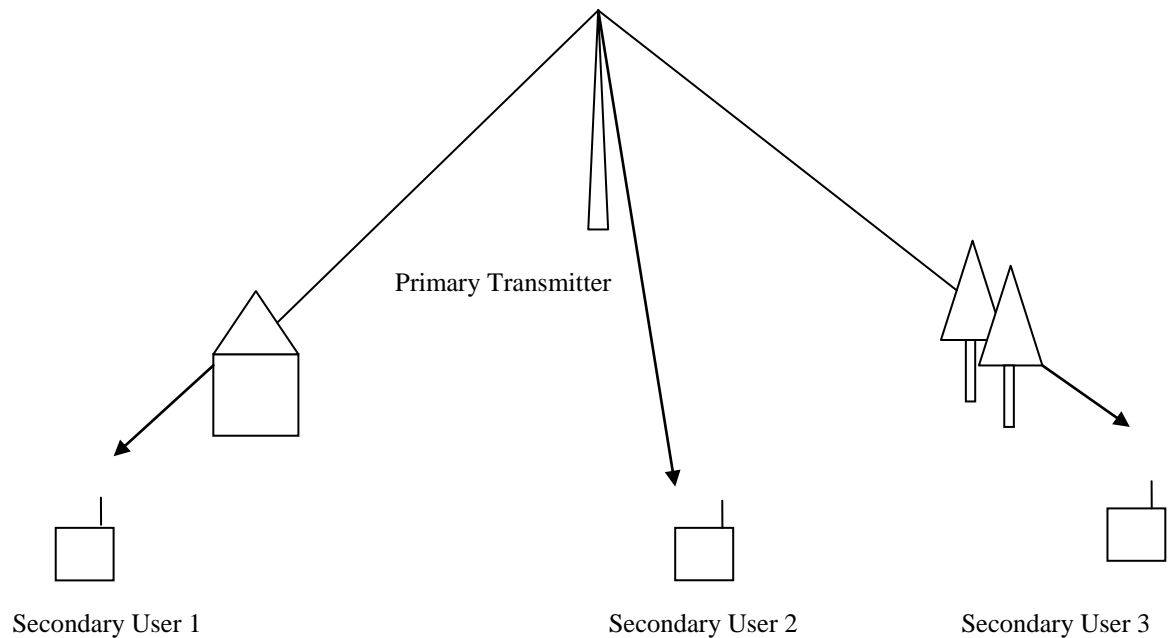 Primary Transmitter
Secondary User 1
Secondary User 2
Secondary User 3